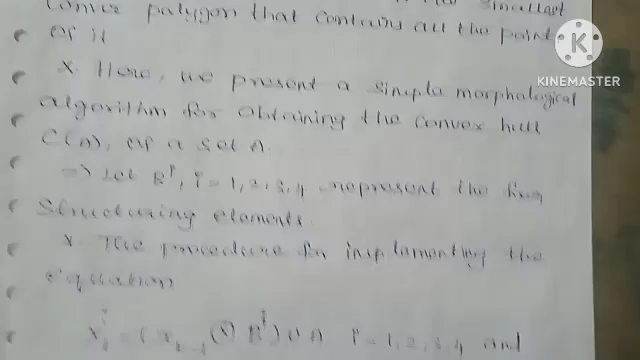 convex polygon that contains all the point
of it
* Here, we present a simple morphological
algorithm for obtaining the convex hull
C(A), of a set A.
=> Let B^i, i = 1, 2, 3, 4 represent the four
structuring elements.
* The procedure for implementing the
equation
= ( X_{k-1} (*) B^i) U A i = 1, 2, 3, 4 and
K
KINEMASTER